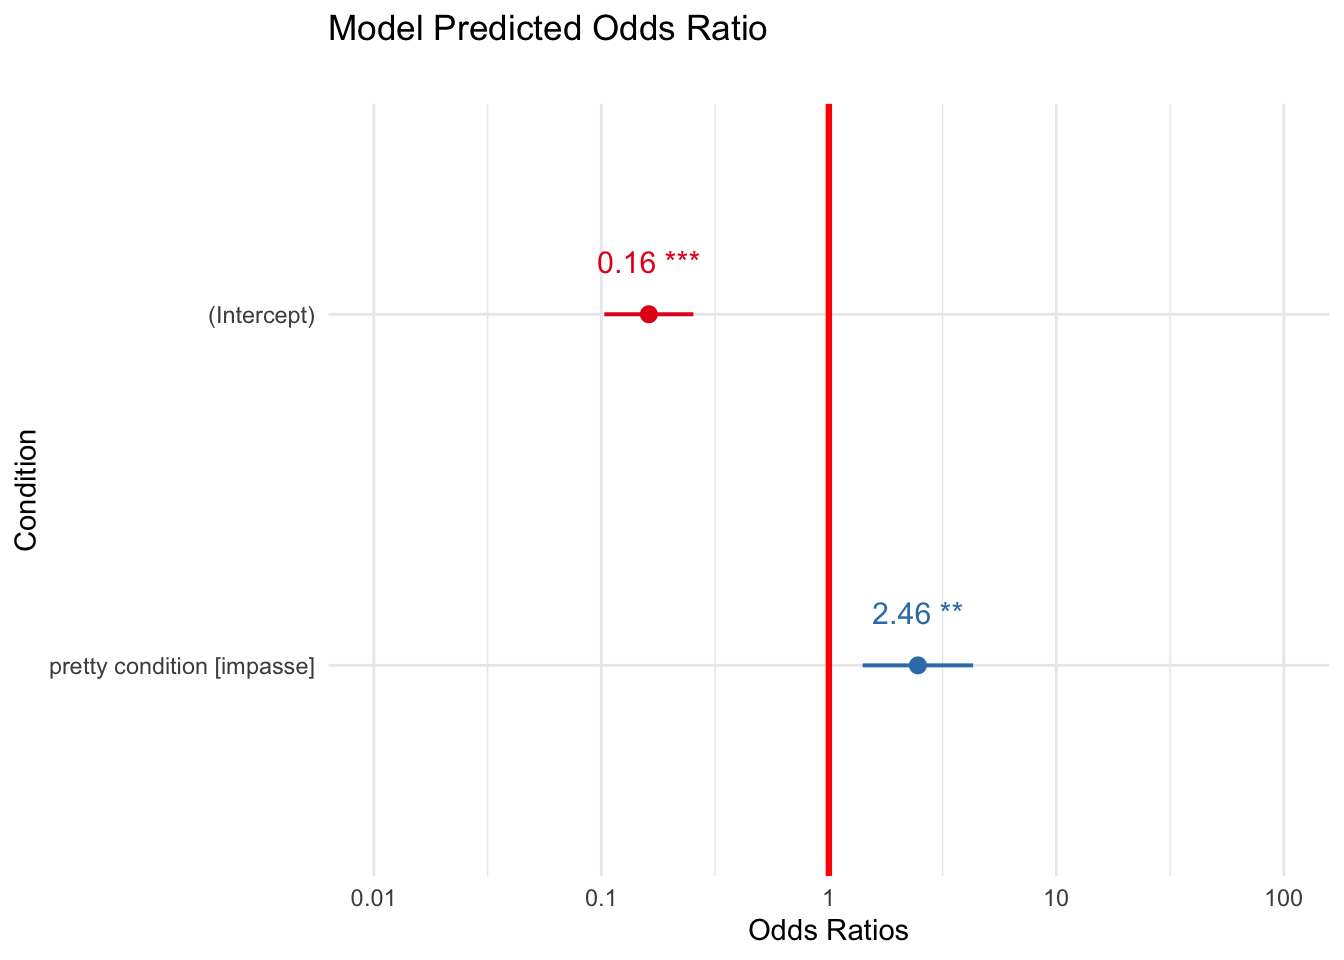 Model Predicted Odds Ratio
0.16 ***
(Intercept)
Condition
2.46 **
pretty condition [impasse]
0.01 0.1 1 10 100
Odds Ratios